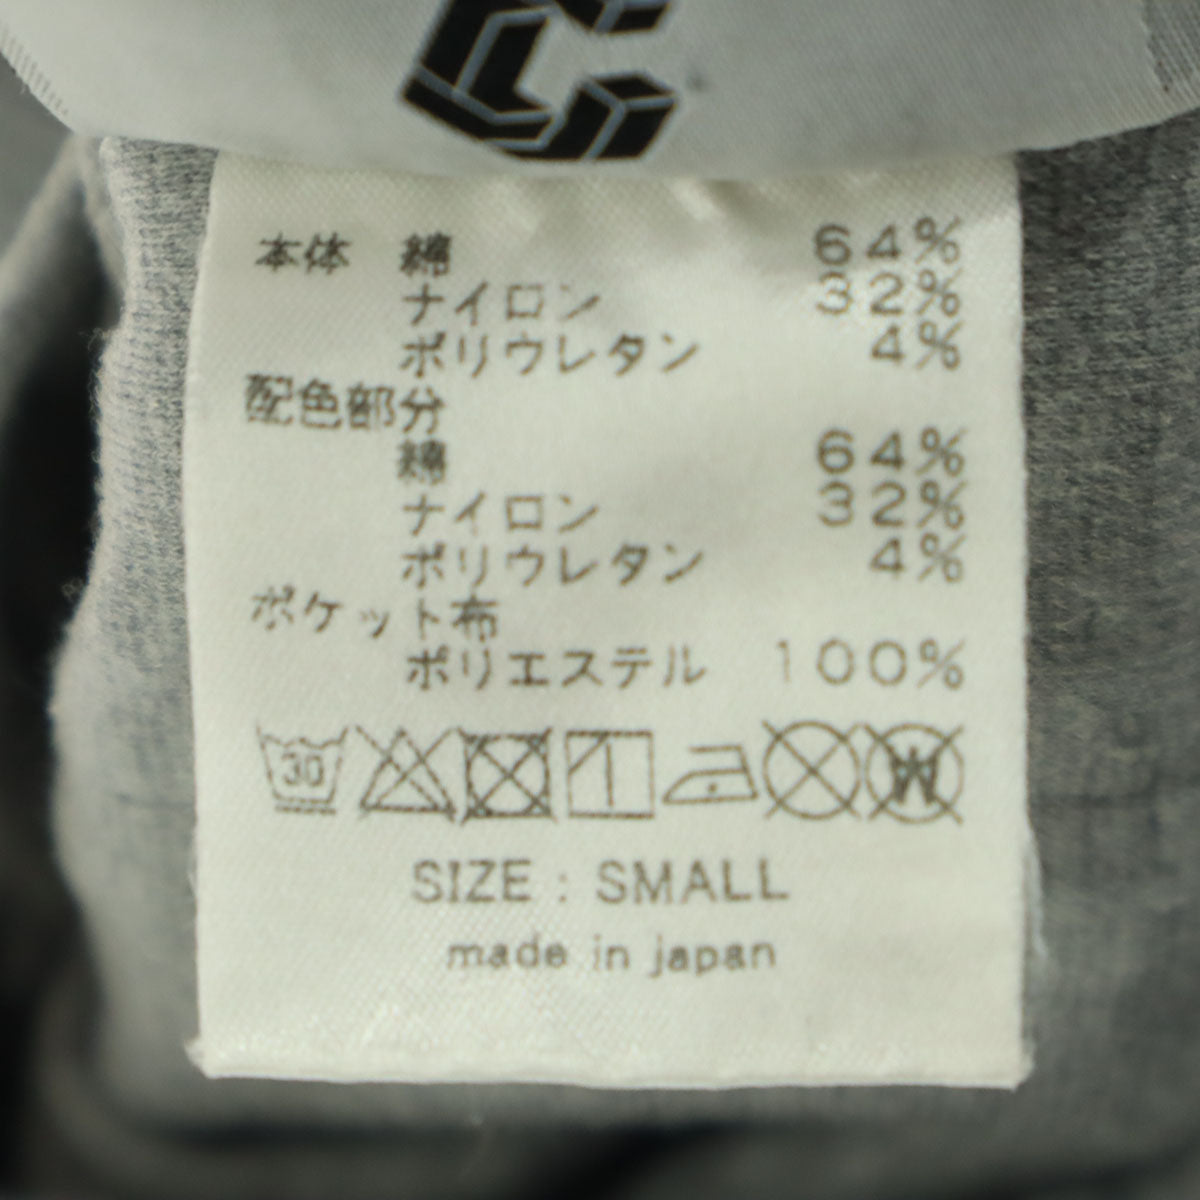 本体 綿 64%
ナイロン 32%
ポリウレタン 4%
配色部分
綿 64%
ナイロン 32%
ポリウレタン 4%
ポケット布
ポリエステル 100%
30 W
SIZE : SMALL
made in japan